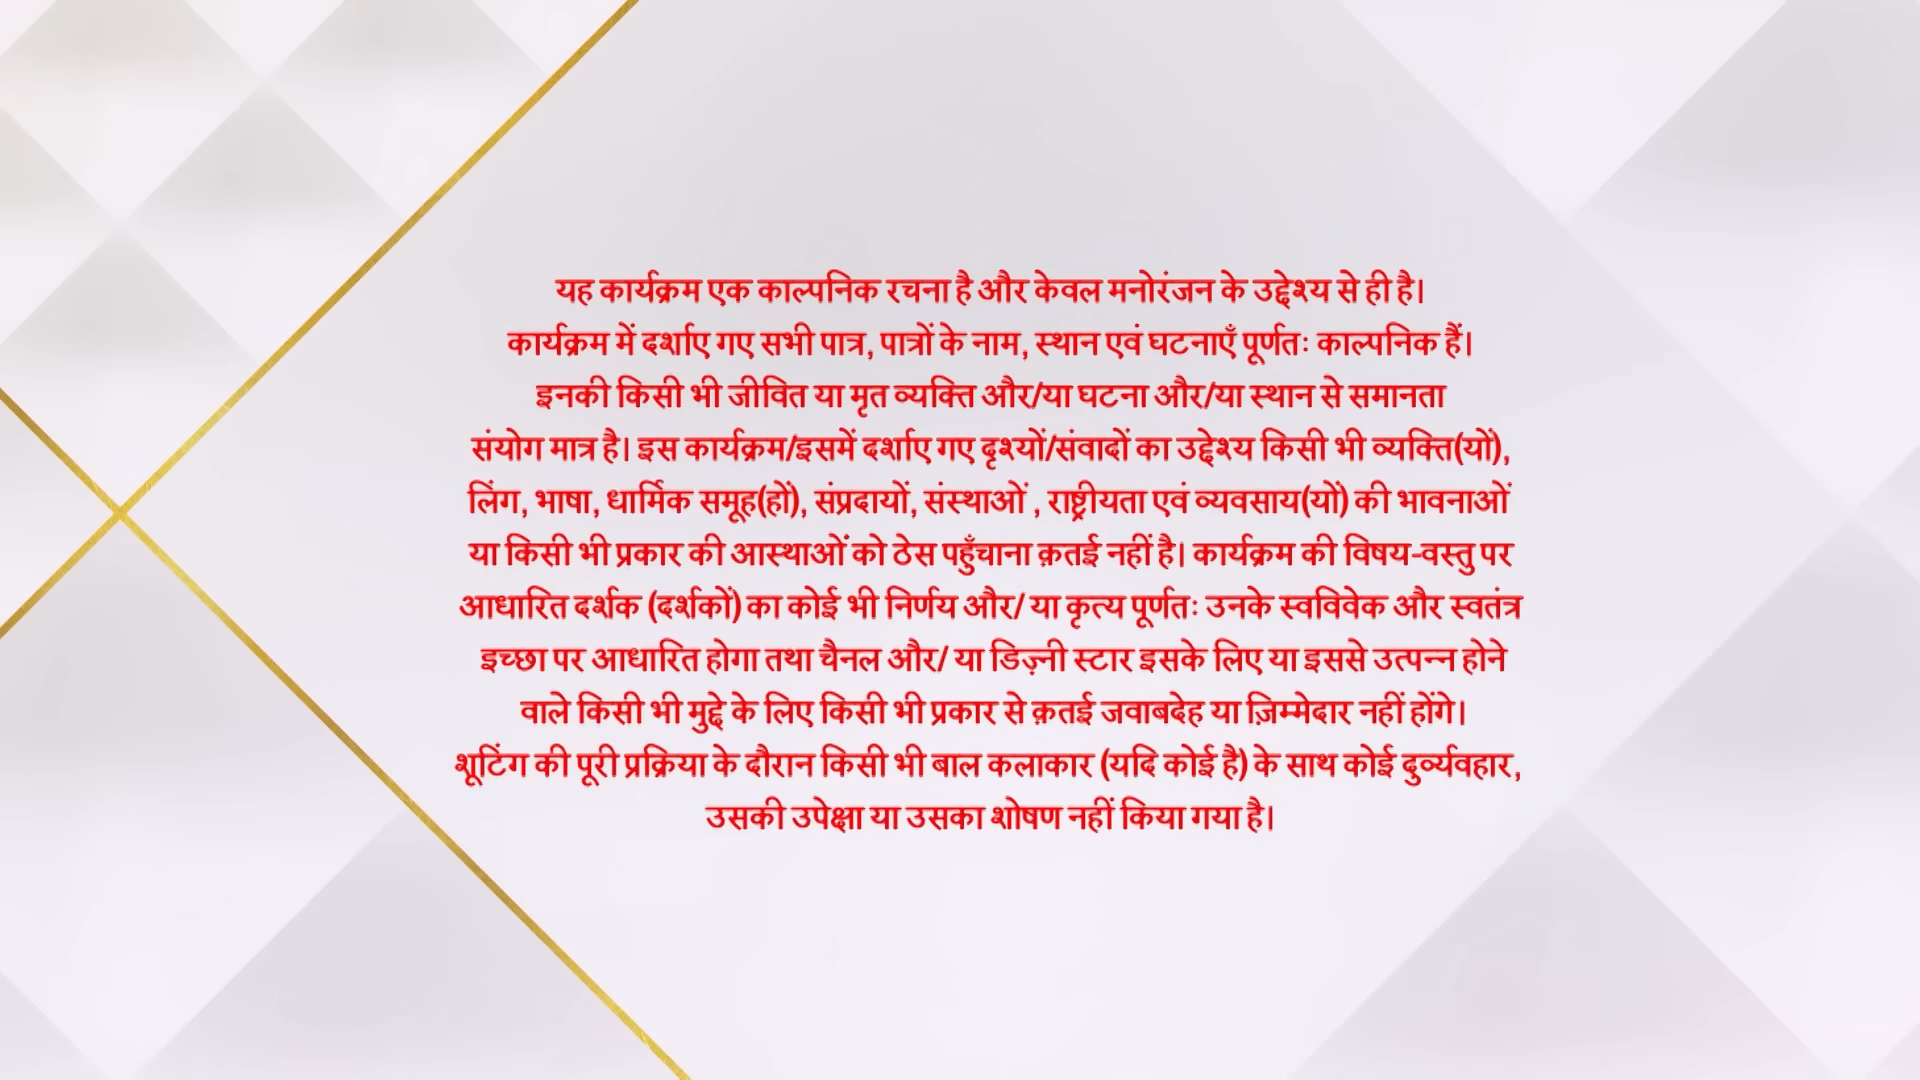 यह कार्यक्रम एक काल्पनिक रचना है और केवल मनोरंजन के उद्देश्य से ही है।
कार्यक्रम में दर्शाए गए सभी पात्र, पात्रों के नाम, स्थान एवं घटनाएँ पूर्णतः काल्पनिक हैं।
इनकी किसी भी जीवित या मृत व्यक्ति और/या घटना और/या स्थान से समानता
संयोग मात्र है। इस कार्यक्रम/इसमें दर्शाए गए दृश्यों/संवादों का उद्देश्य किसी भी व्यक्ति(यों),
लिंग, भाषा, धार्मिक समूह(हों), संप्रदायों, संस्थाओं , राष्ट्रीयता एवं व्यवसाय(यों) की भावनाओं
या किसी भी प्रकार की आस्थाओं को ठेस पहुँचाना क़तई नहीं है। कार्यक्रम की विषय-वस्तु पर
आधारित दर्शक (दर्शकों) का कोई भी निर्णय और/ या कृत्य पूर्णतः उनके स्वविवेक और स्वतंत्र
इच्छा पर आधारित होगा तथा चैनल और/ या डिज़्नी स्टार इसके लिए या इससे उत्पन्न होने
वाले किसी भी मुद्दे के लिए किसी भी प्रकार से क़तई जवाबदेह या ज़िम्मेदार नहीं होंगे।
शूटिंग की पूरी प्रक्रिया के दौरान किसी भी बाल कलाकार (यदि कोई है) के साथ कोई दुर्व्यवहार,
उसकी उपेक्षा या उसका शोषण नहीं किया गया है।